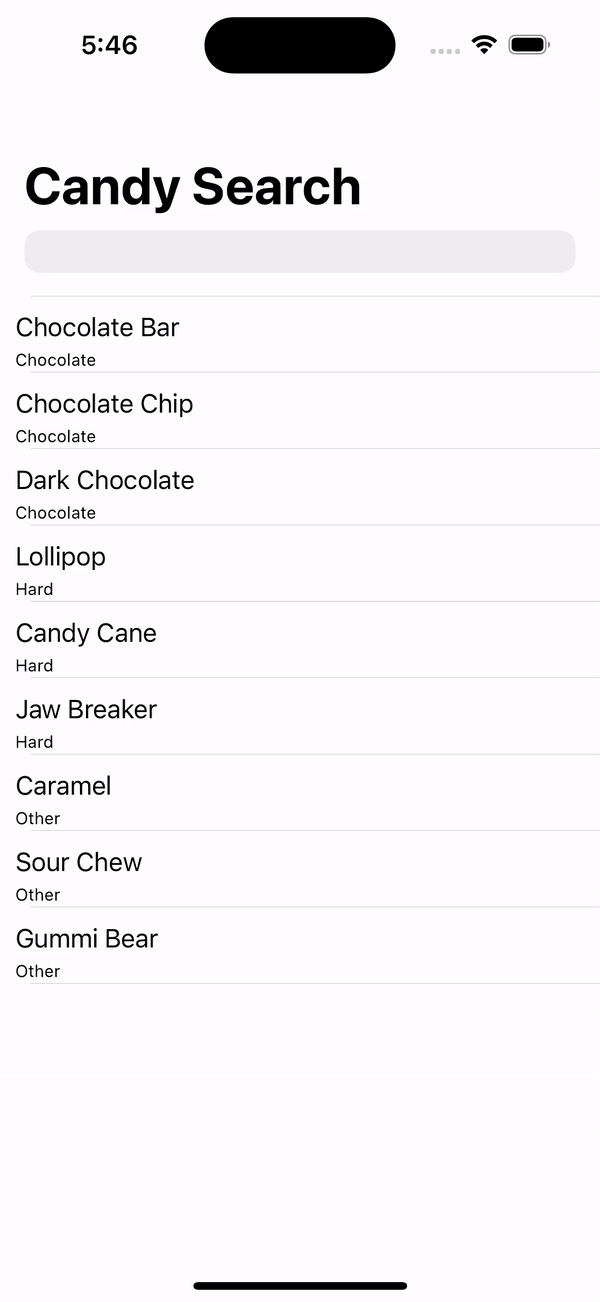 5:46
Candy Search
Chocolate Bar
Chocolate
Chocolate Chip
Chocolate
Dark Chocolate
Chocolate
Lollipop
Hard
Candy Cane
Hard
Jaw Breaker
Hard
Caramel
Other
Sour Chew
Other
Gummi Bear
Other